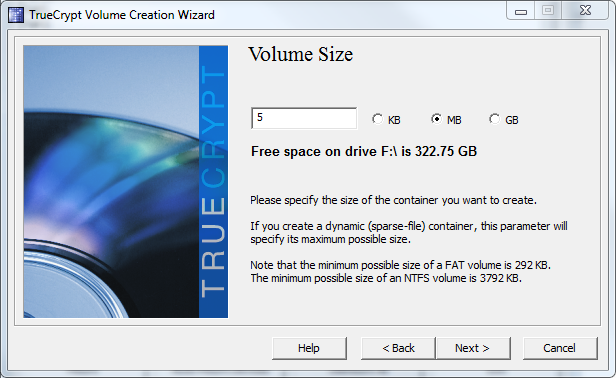 TrueCrypt Volume Creation Wizard
TRUECRYPT
Volume Size
5 KB MB GB
Free space on drive F:\ is 322.75 GB
Please specify the size of the container you want to create.
If you create a dynamic (sparse-file) container, this parameter will
specify its maximum possible size.
Note that the minimum possible size of a FAT volume is 292 KB.
The minimum possible size of an NTFS volume is 3792 KB.
Help < Back Next > Cancel